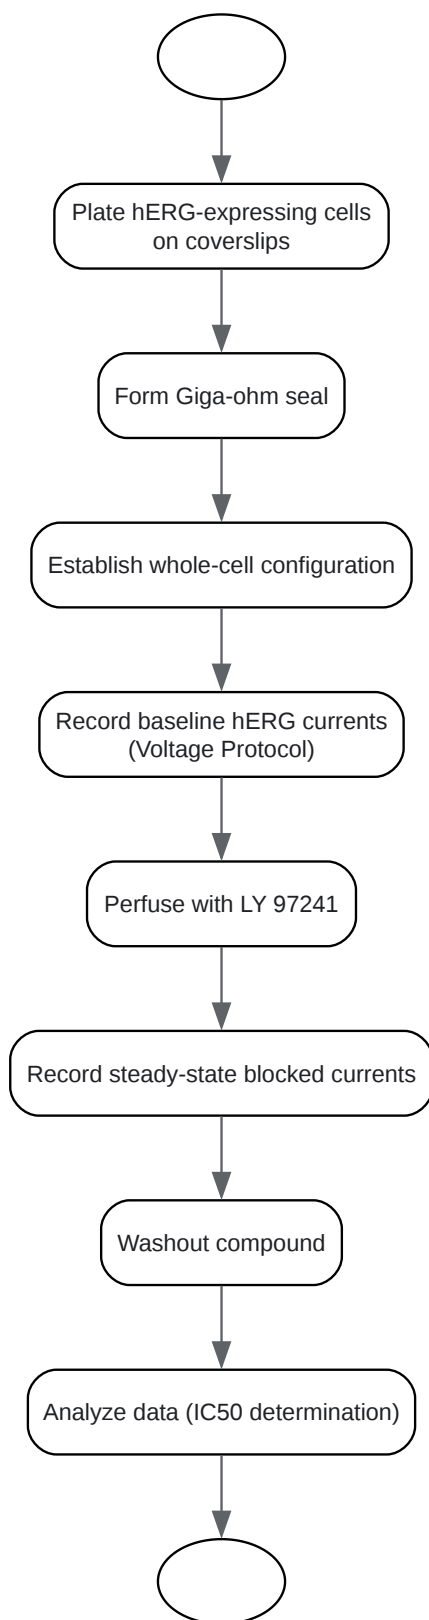 Plate hERG-expressing cells
on coverslips
Form Giga-ohm seal
Establish whole-cell configuration
Record baseline hERG currents
(Voltage Protocol)
Perfuse with LY 97241
Record steady-state blocked currents
Washout compound
Analyze data (IC50 determination)